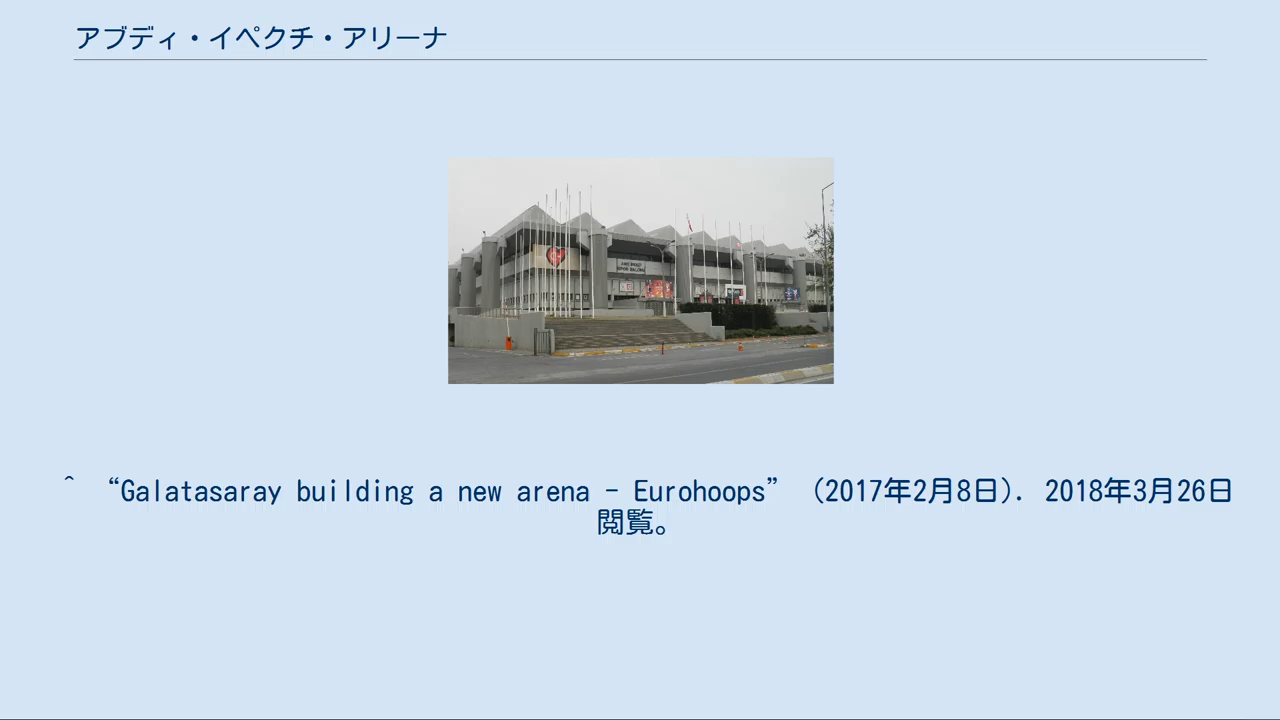 アブディ・イペクチ・アリーナ
^ “Galatasaray building a new arena – Eurohoops” (2017年2月8日). 2018年3月26日
閲覧。